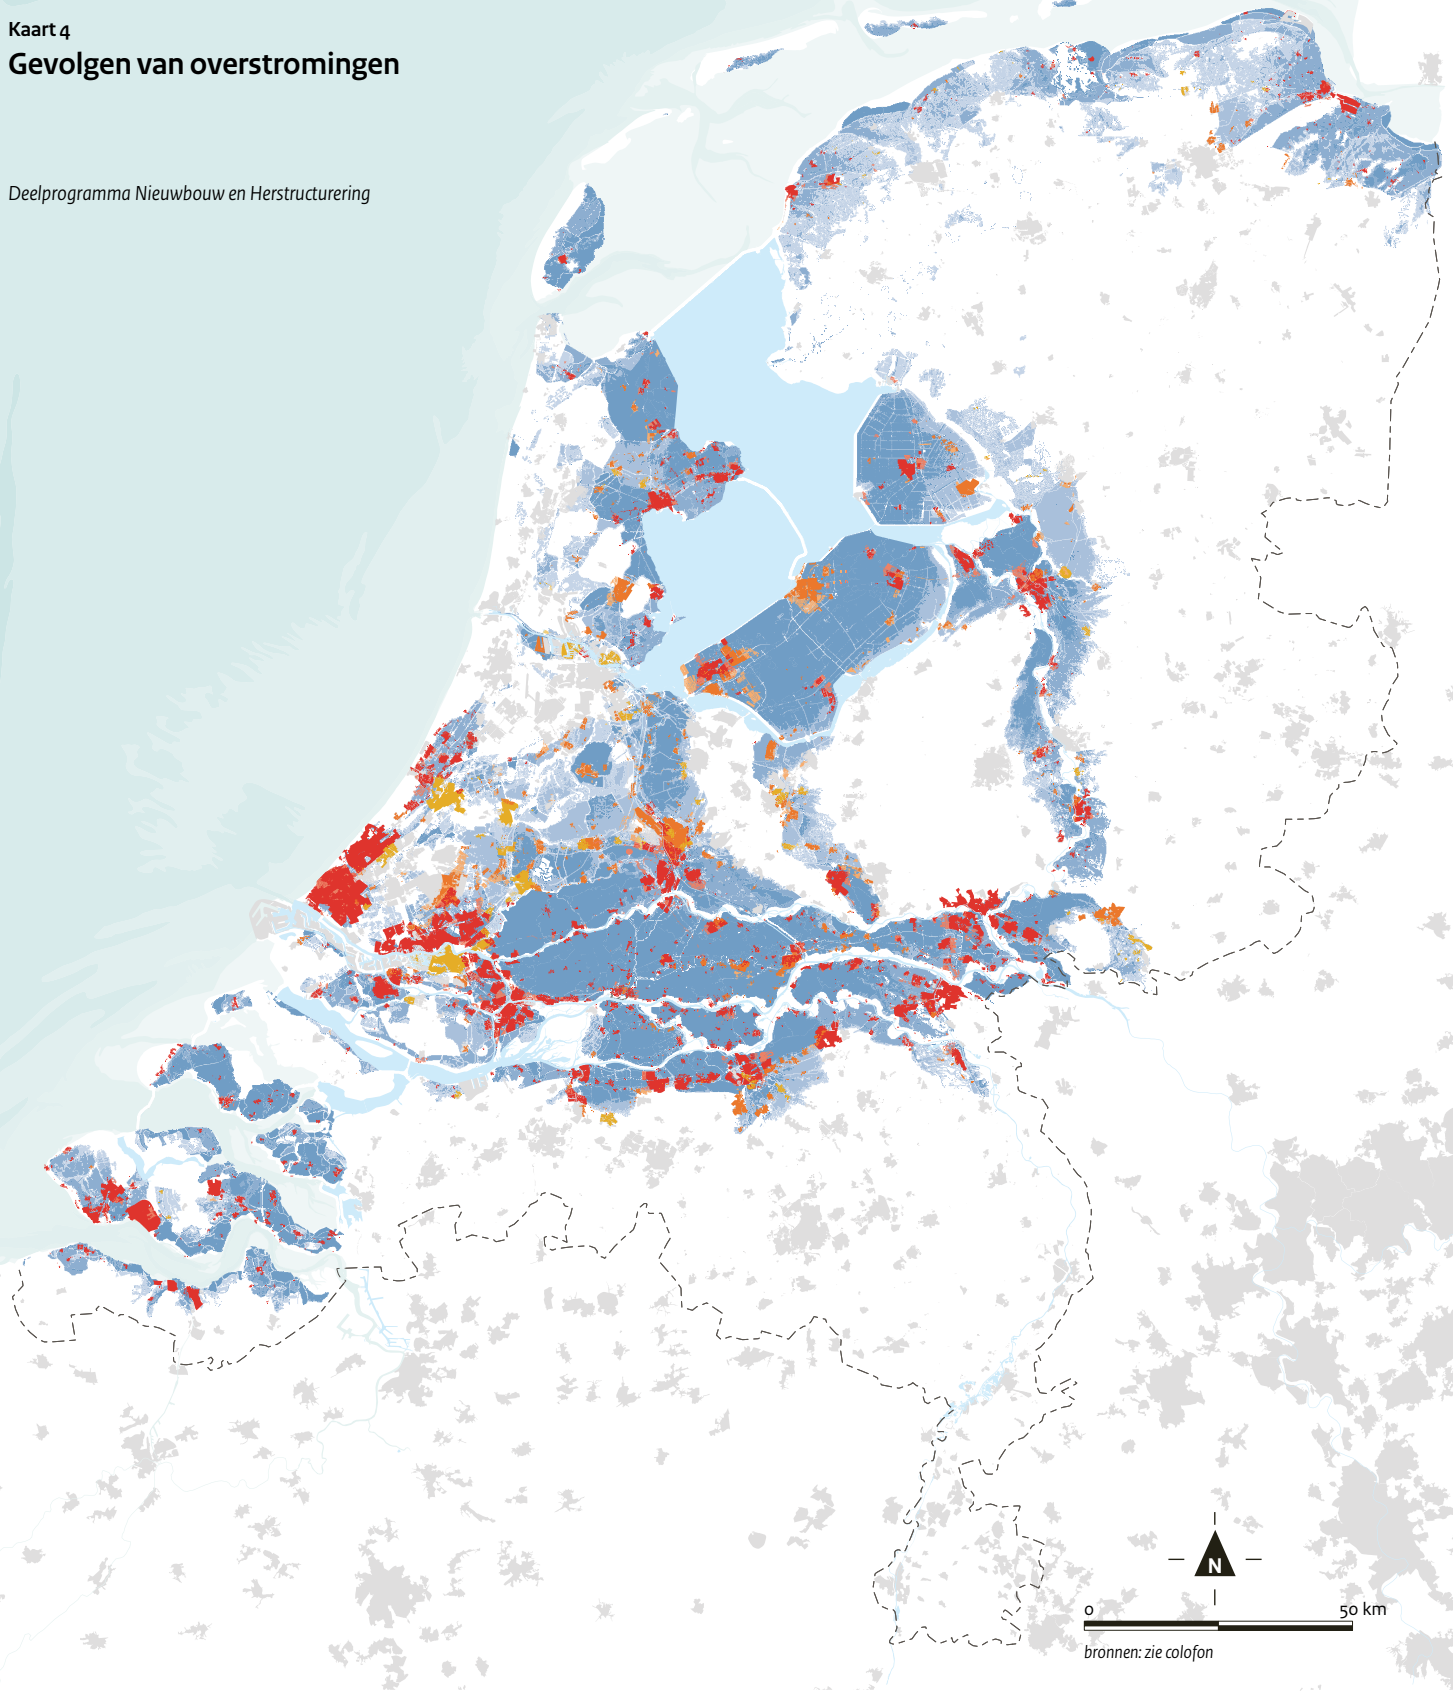 Kaart 4
Gevolgen van overstromingen
Deelprogramma Nieuwbouw en Herstructurering
N
0 50 km
bronnen: zie colofon